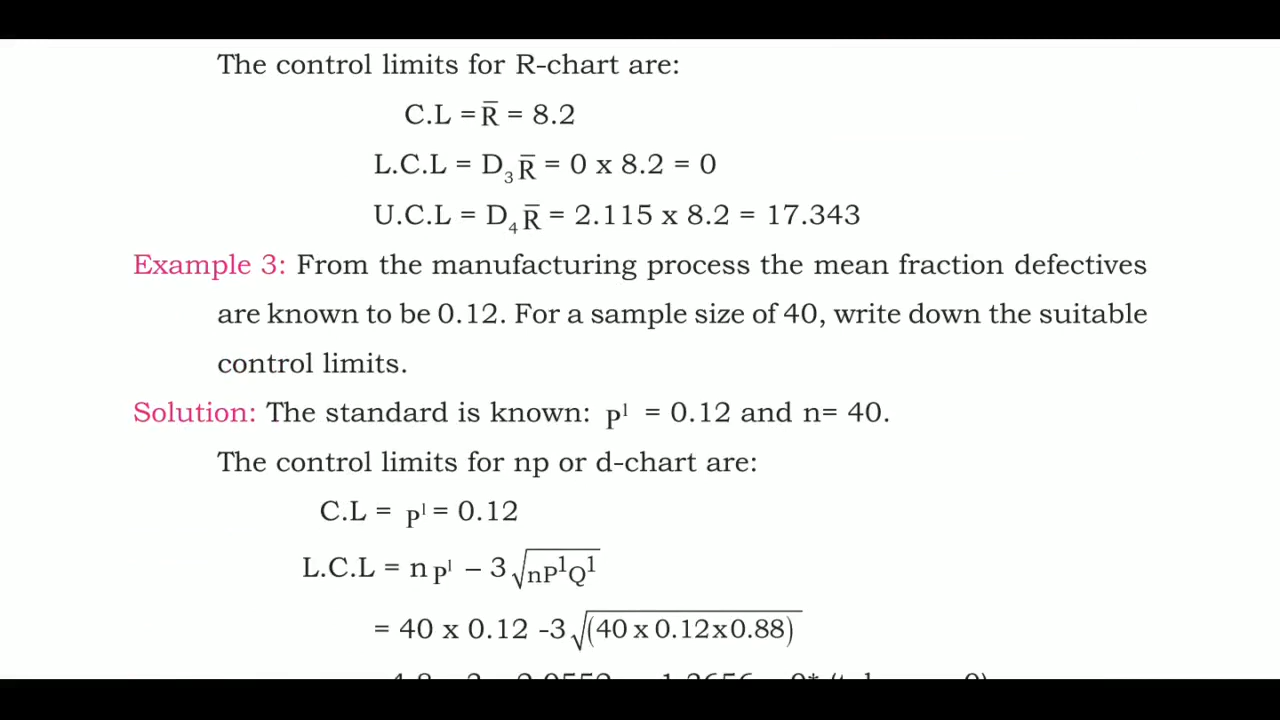 The control limits for R-chart are:
C.L = R̅ = 8.2
L.C.L = D₃ R̅ = 0 x 8.2 = 0
U.C.L = D₄ R̅ = 2.115 x 8.2 = 17.343
Example 3: From the manufacturing process the mean fraction defectives
are known to be 0.12. For a sample size of 40, write down the suitable
control limits.
Solution: The standard is known: P¹ = 0.12 and n= 40.
The control limits for np or d-chart are:
C.L = P¹ = 0.12
L.C.L = n P¹ – 3 √nP¹Q¹
= 40 x 0.12 -3 √(40 x 0.12x0.88)